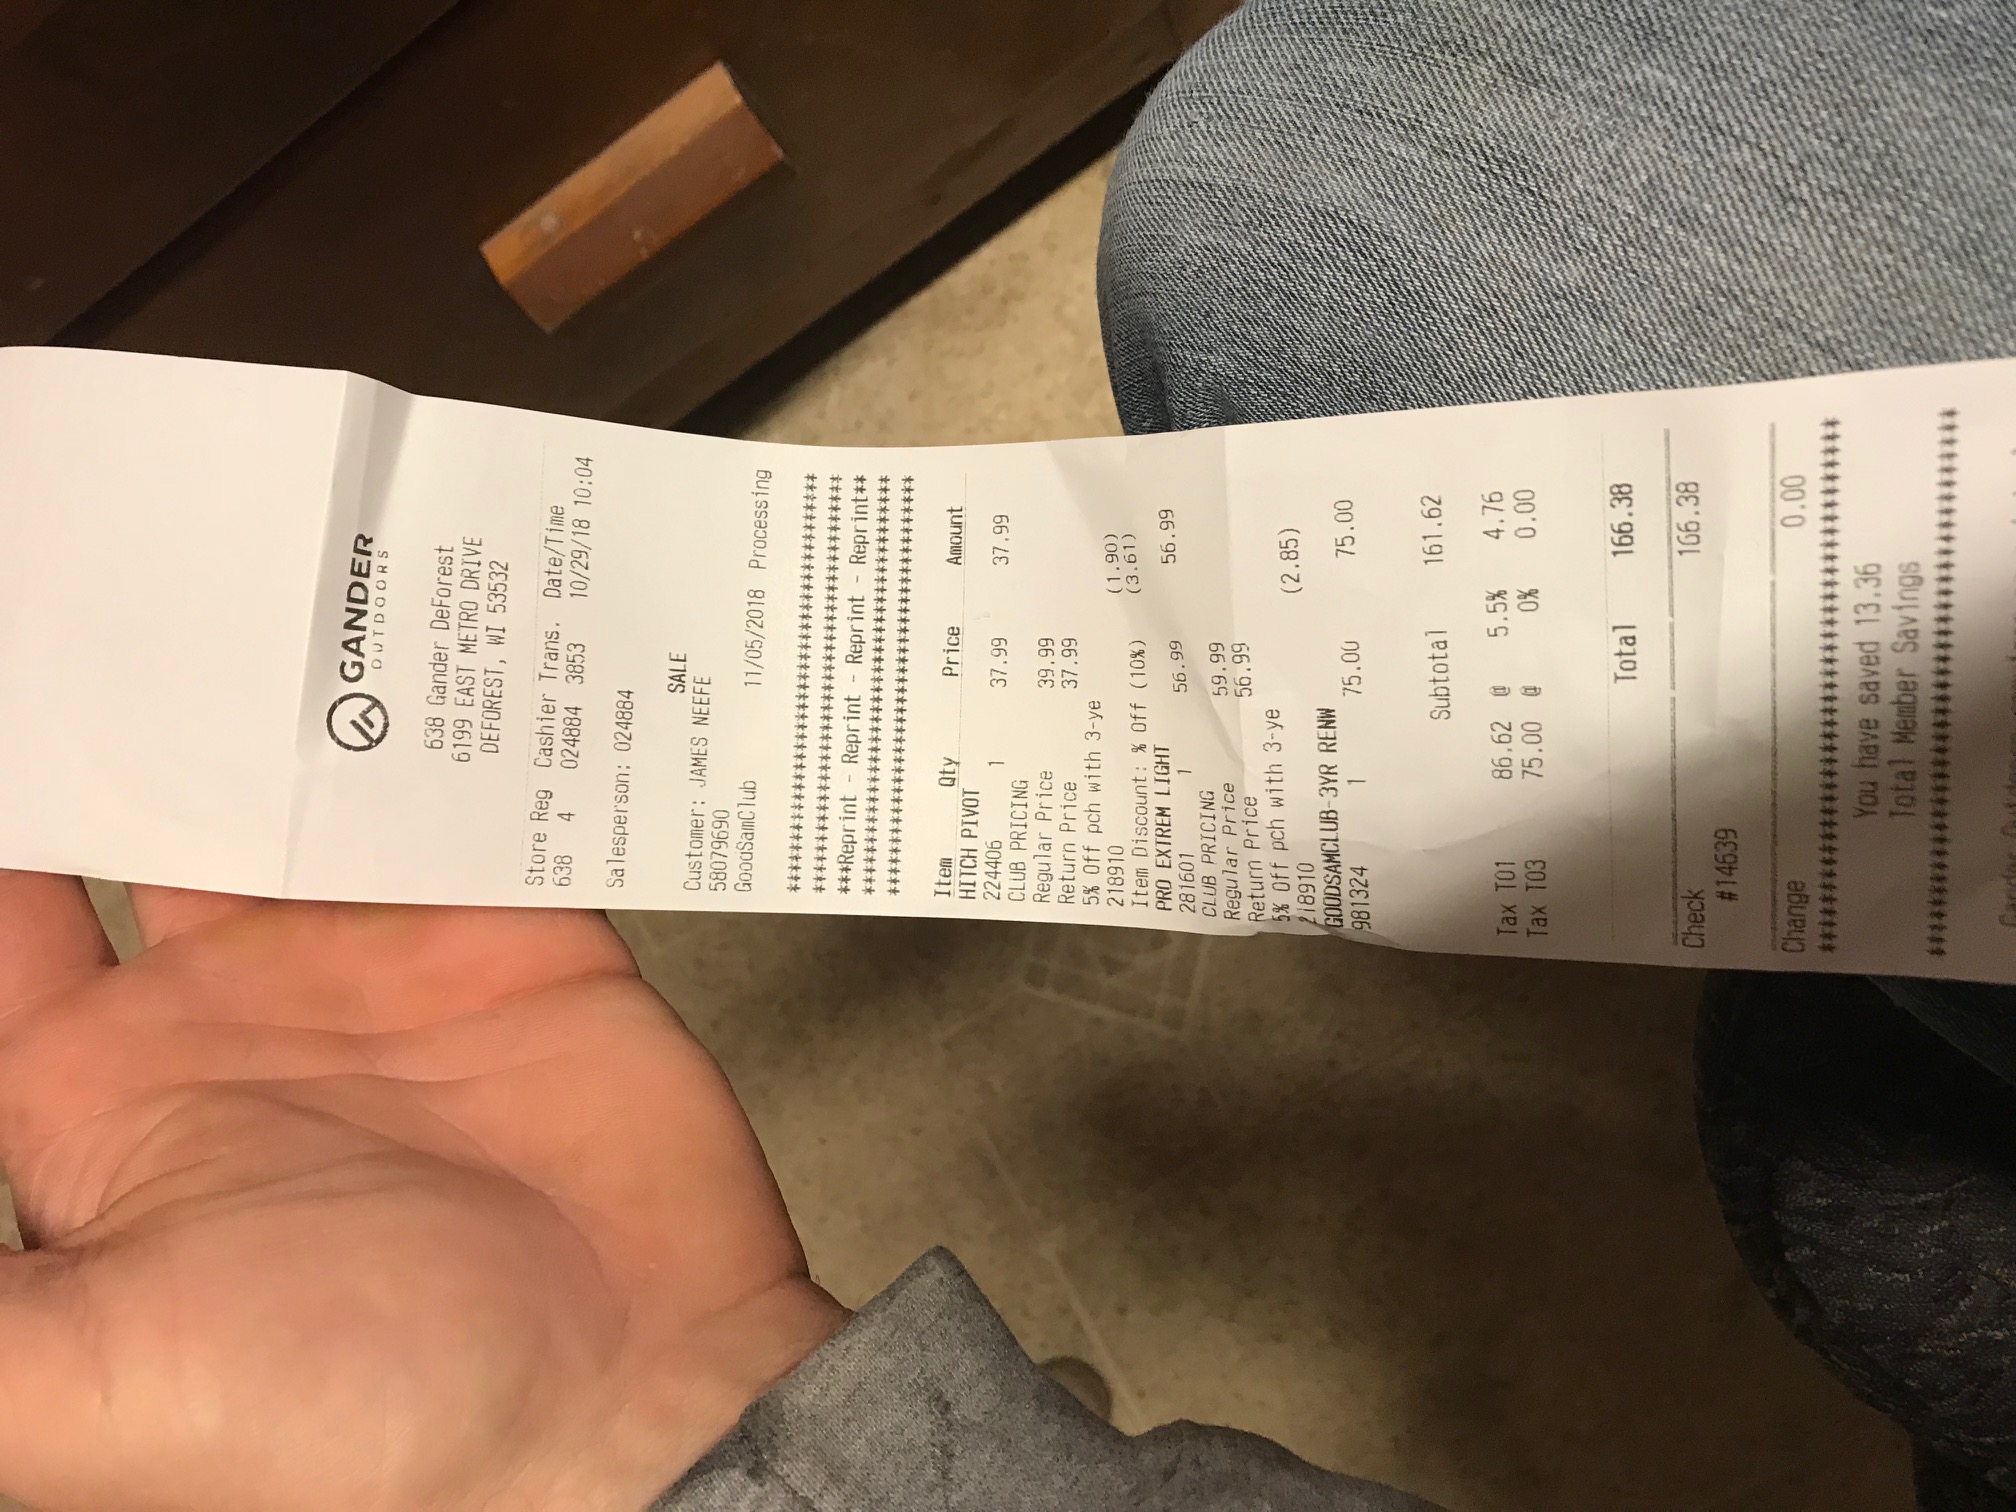 GANDER
OUTDOORS
638 Gander DeForest
6199 EAST METRO DRIVE
DEFOREST, WI 53532
Store Reg Cashier Trans. Date/Time
638 4 024884 3853 10/29/18 10:04
Salesperson: 024884
SALE
Customer: JAMES NEEFE
58079690
GoodSamClub 11/05/2018 Processing
****************************************
****************************************
***Reprint - Reprint - Reprint - Reprint**
****************************************
****************************************
Item Qty Price Amount
HITCH PIVOT
224406 1 37.99 37.99
CLUB PRICING
Regular Price 39.99
Return Price 37.99
5% Off pch with 3-ye
218910 (1.90)
Item Discount: % Off (10%) (3.61)
PRO EXTREM LIGHT
281601 1 56.99 56.99
CLUB PRICING
Regular Price 59.99
Return Price 56.99
5% Off pch with 3-ye
218910 (2.85)
GOODSAMCLUB-3YR RENW
981324 1 75.00 75.00
Subtotal 161.62
Tax T01 86.62 @ 5.5% 4.76
Tax T03 75.00 @ 0% 0.00
Total 166.38
Check 166.38
#14639
Change 0.00
****************************************
You have saved 13.36
Total Member Savings
****************************************